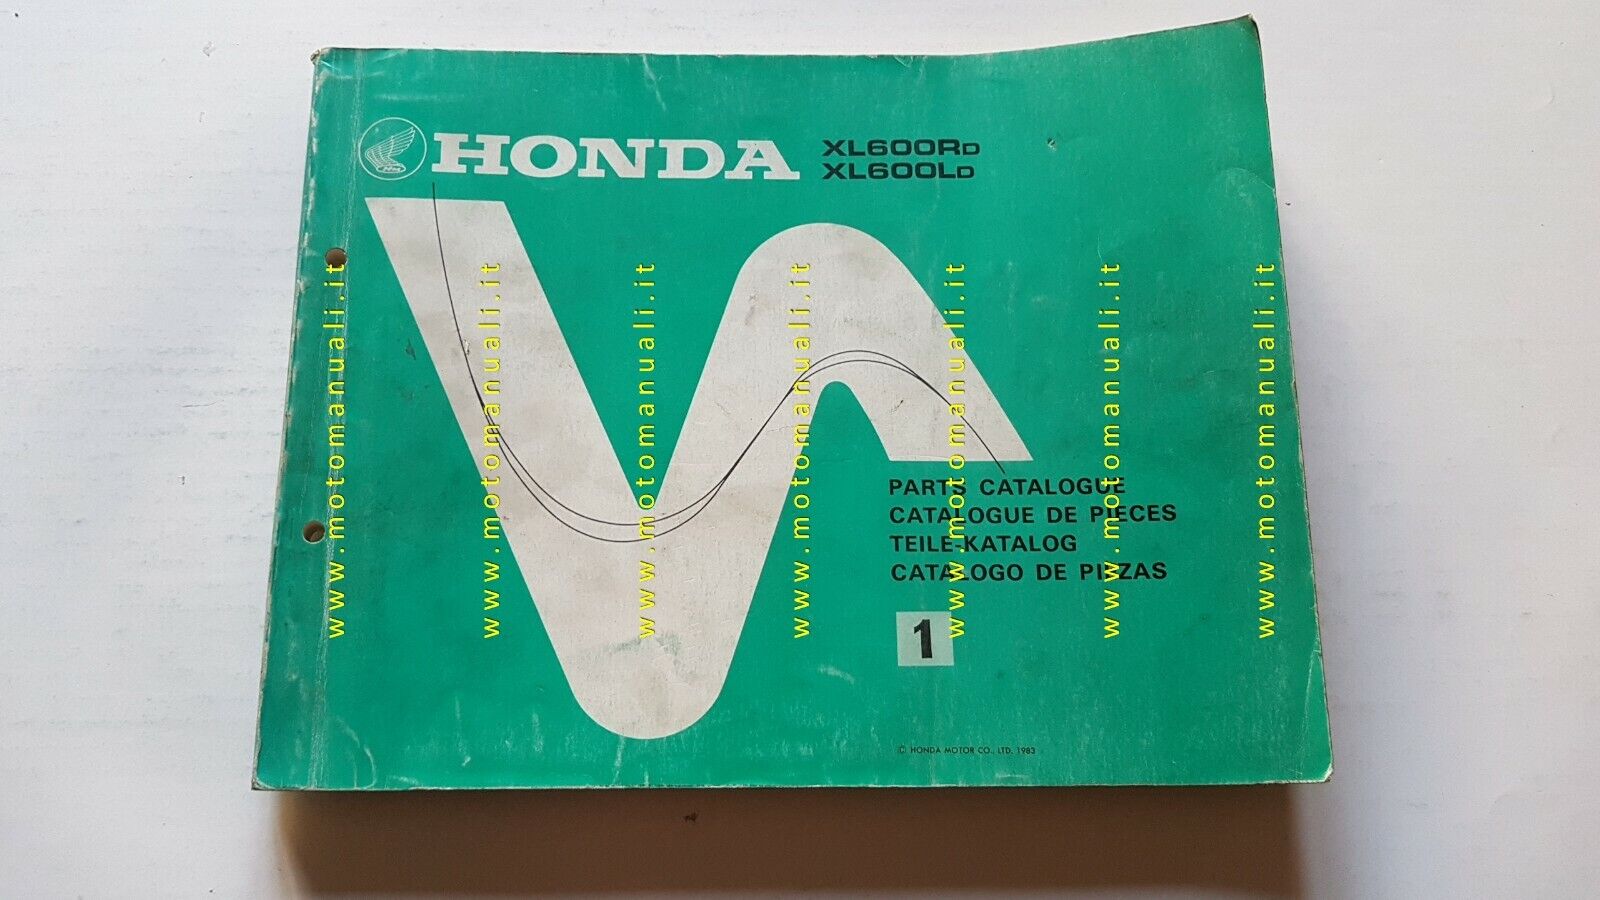 HONDA
XL600RD
XL600LD
PARTS CATALOGUE
CATALOGUE DE PIECES
TEILE-KATALOG
CATALOGO DE PIEZAS
1
© HONDA MOTOR CO., LTD. 1983
www.motomanuali.it
www.motomanuali.it
www.motomanuali.it
www.motomanuali.it
www.motomanuali.it
www.motomanuali.it
www.motomanuali.it